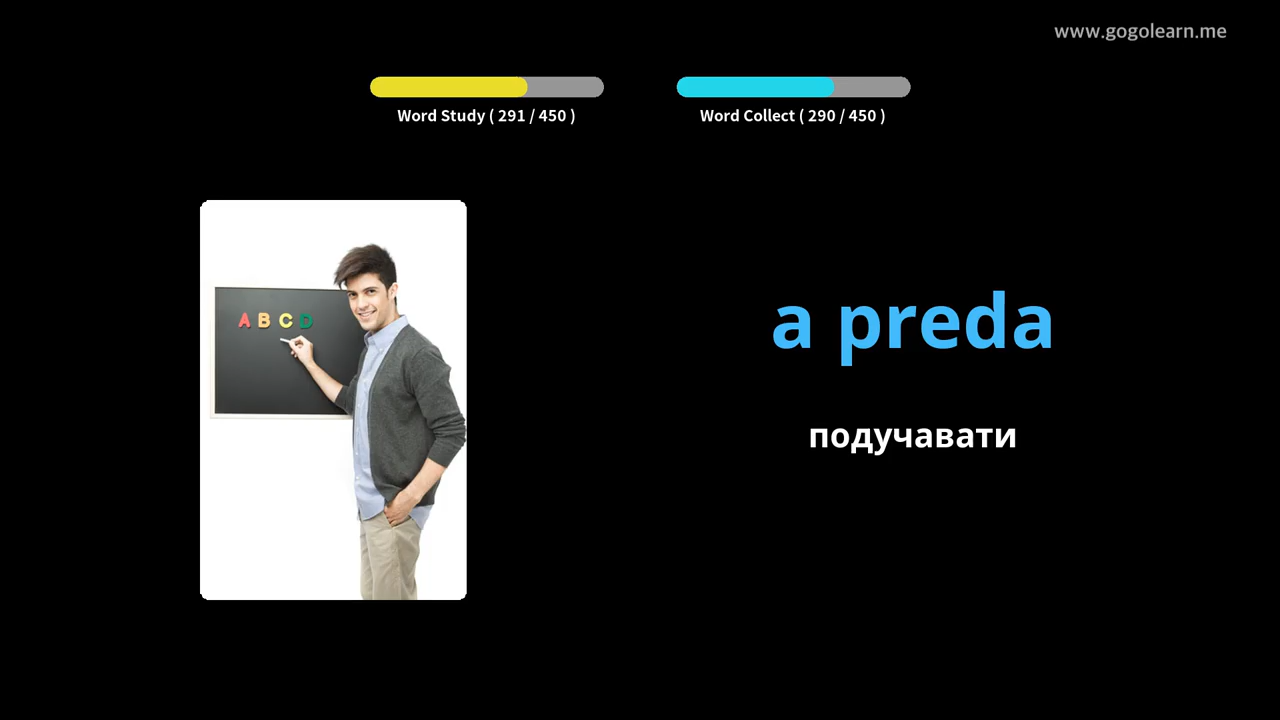 www.gogolearn.me
Word Study ( 291 / 450 )
Word Collect ( 290 / 450 )
A B C D
a preda
подучавати